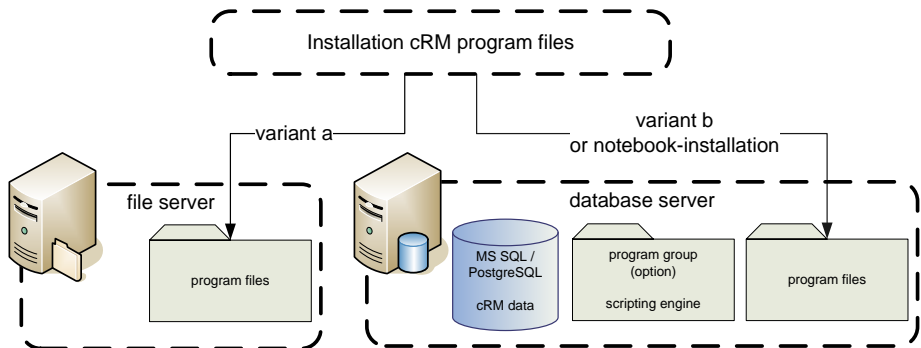 Installation cRM program files
variant a
variant b
or notebook-installation
file server
program files
database server
MS SQL /
PostgreSQL
cRM data
program group
(option)
scripting engine
program files